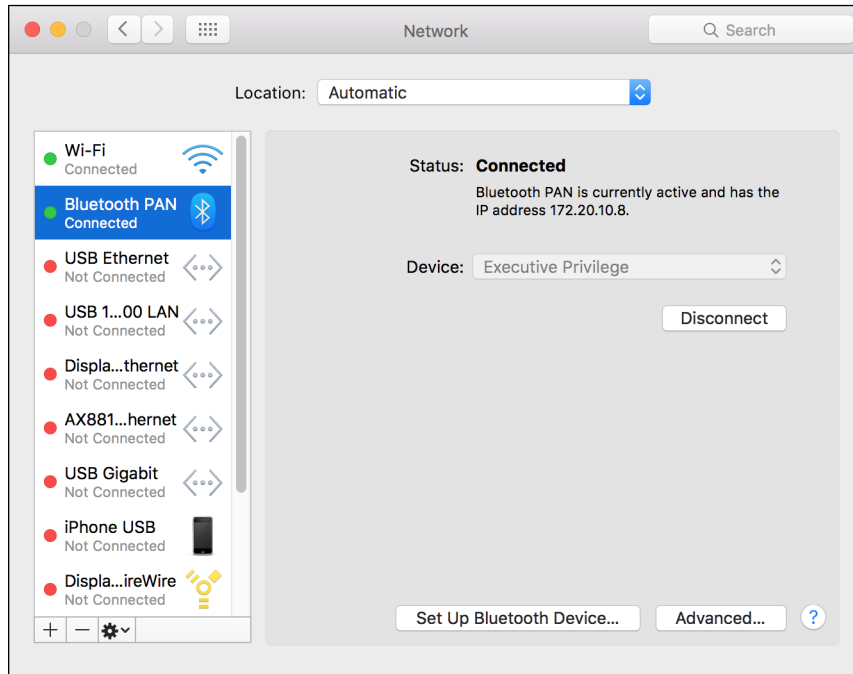 Network
Search
Location: Automatic
Wi-Fi
Connected
Bluetooth PAN
Connected
USB Ethernet
Not Connected
USB 1...00 LAN
Not Connected
Displa...thernet
Not Connected
AX881...hernet
Not Connected
USB Gigabit
Not Connected
iPhone USB
Not Connected
Displa...ireWire
Not Connected
Status: Connected
Bluetooth PAN is currently active and has the
IP address 172.20.10.8.
Device: Executive Privilege
Disconnect
Set Up Bluetooth Device...
Advanced...
?